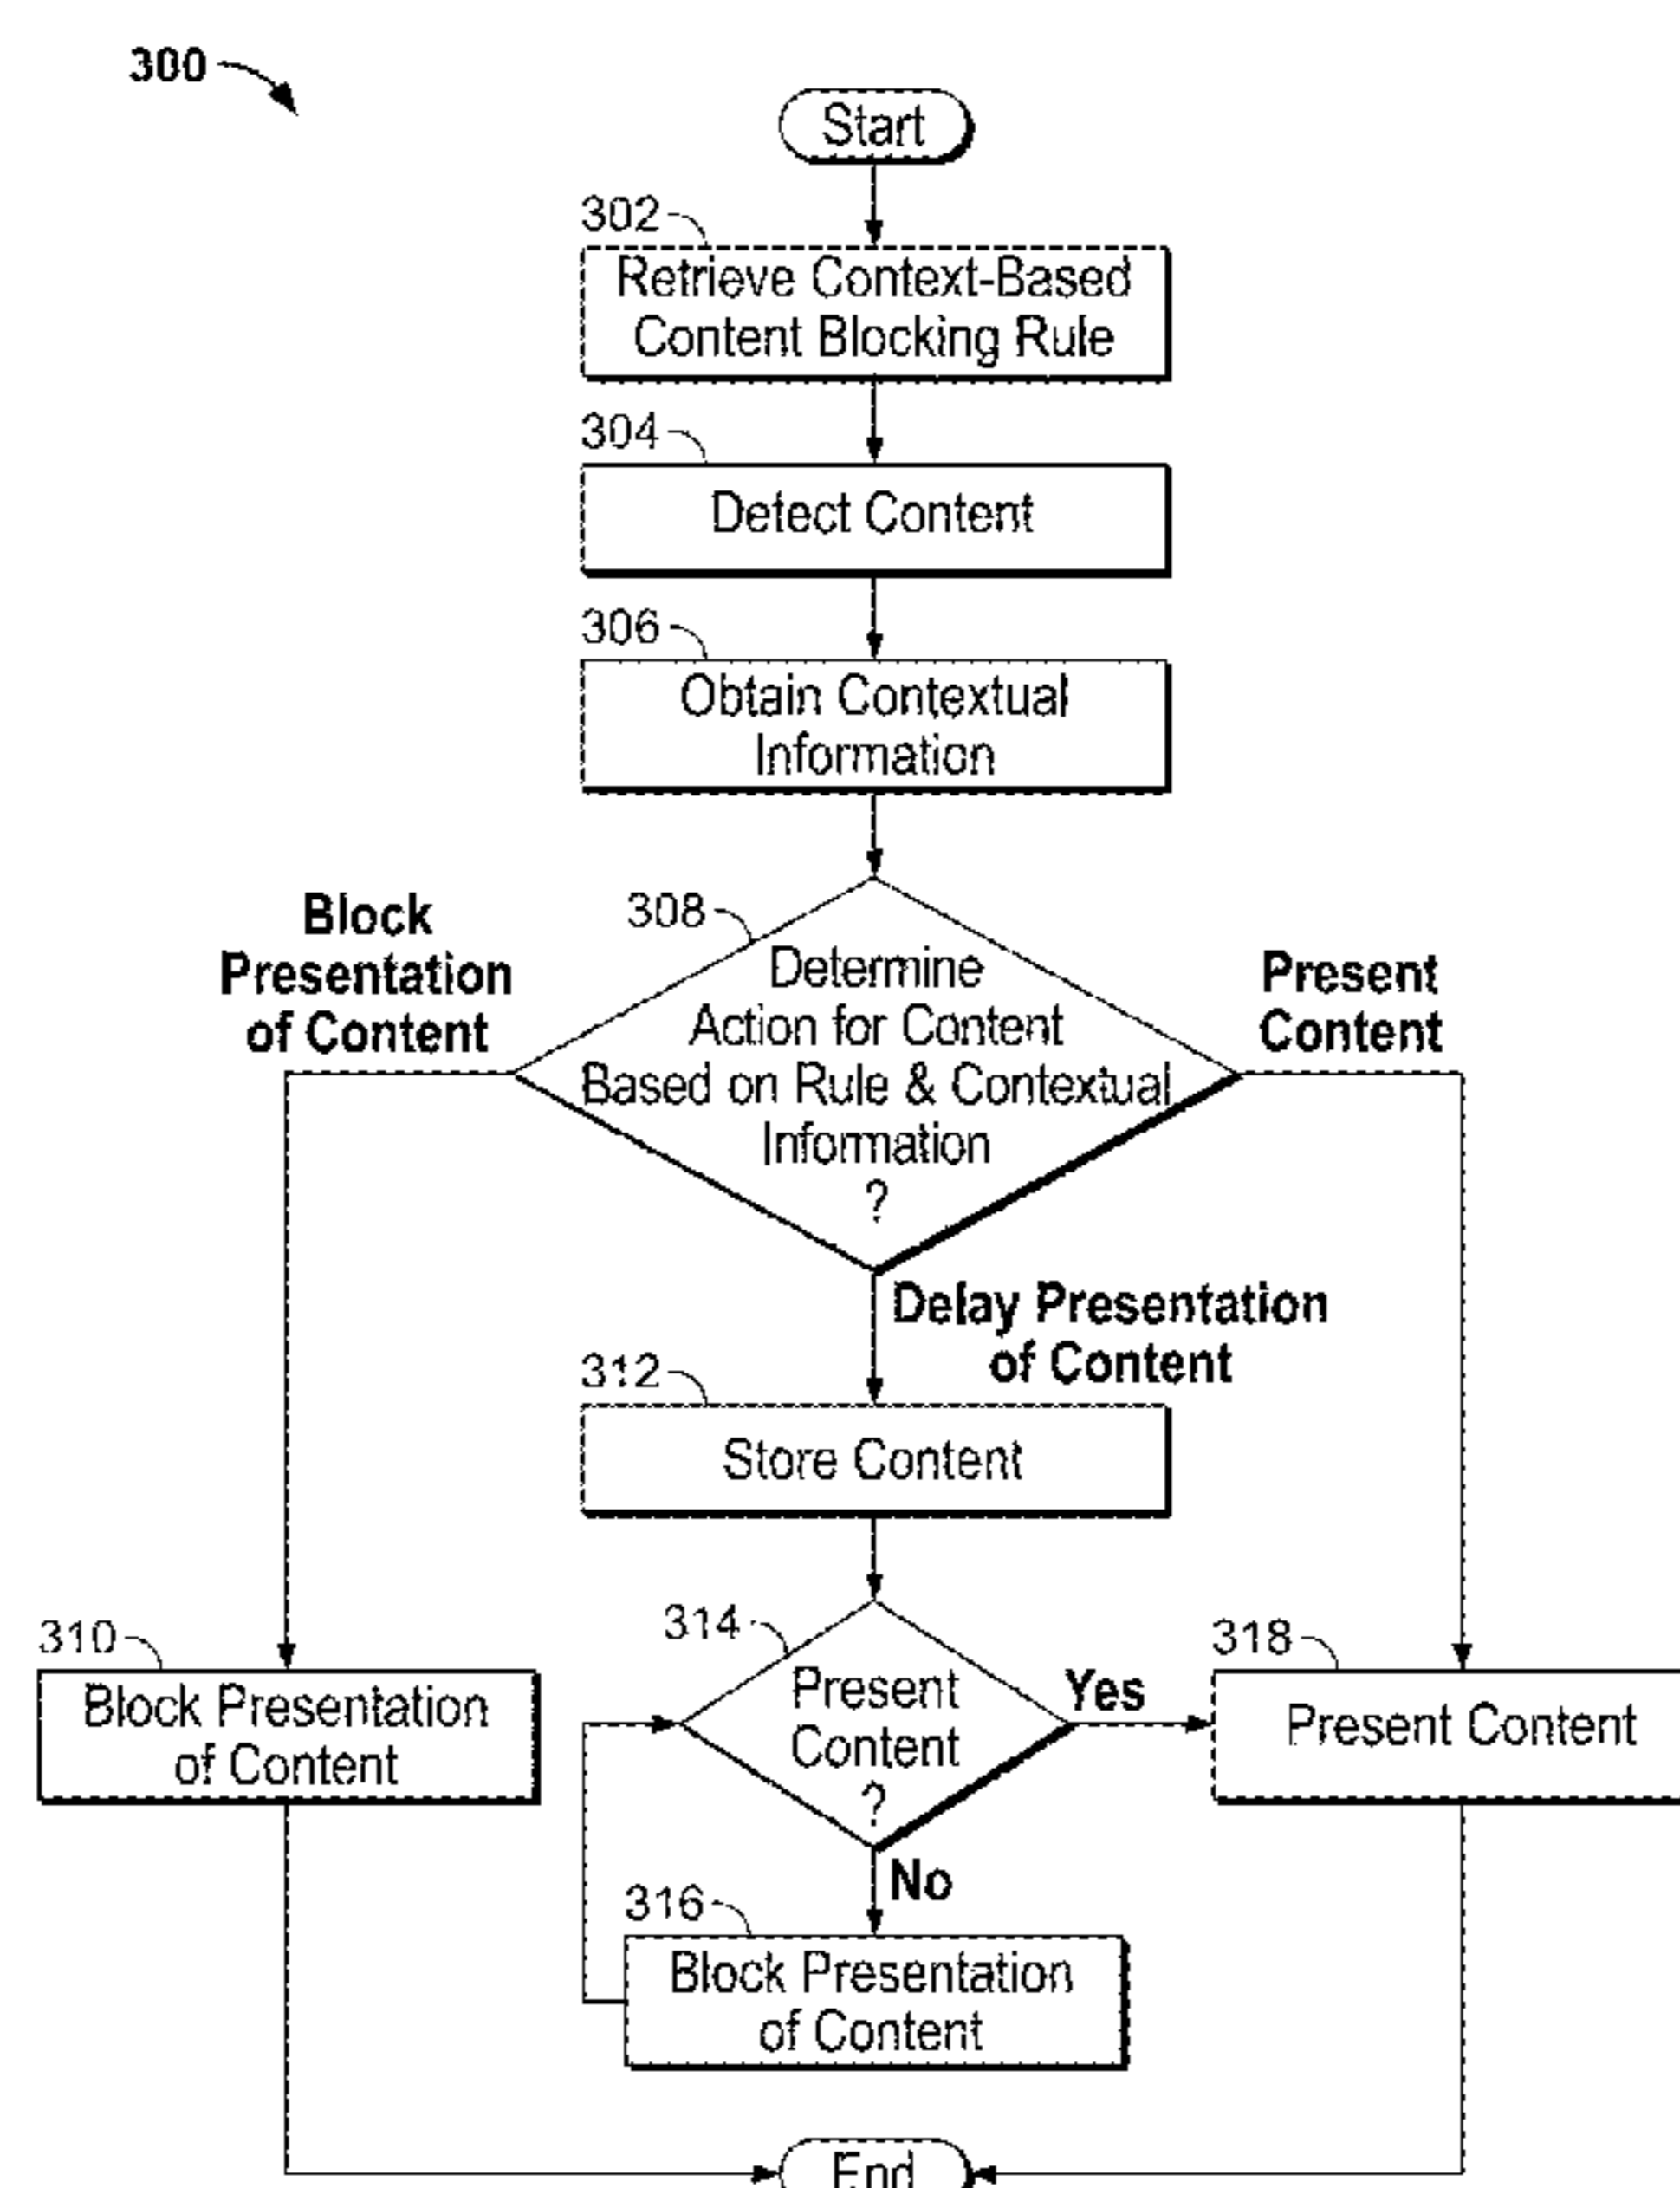 300
Start
302
Retrieve Context-Based
Content Blocking Rule
304
Detect Content
306
Obtain Contextual
Information
308
Determine
Action for Content
Based on Rule & Contextual
Information
?
Block
Presentation
of Content
Present
Content
Delay Presentation
of Content
312
Store Content
310
Block Presentation
of Content
314
Present
Content
?
Yes
318
Present Content
No
316
Block Presentation
of Content
End